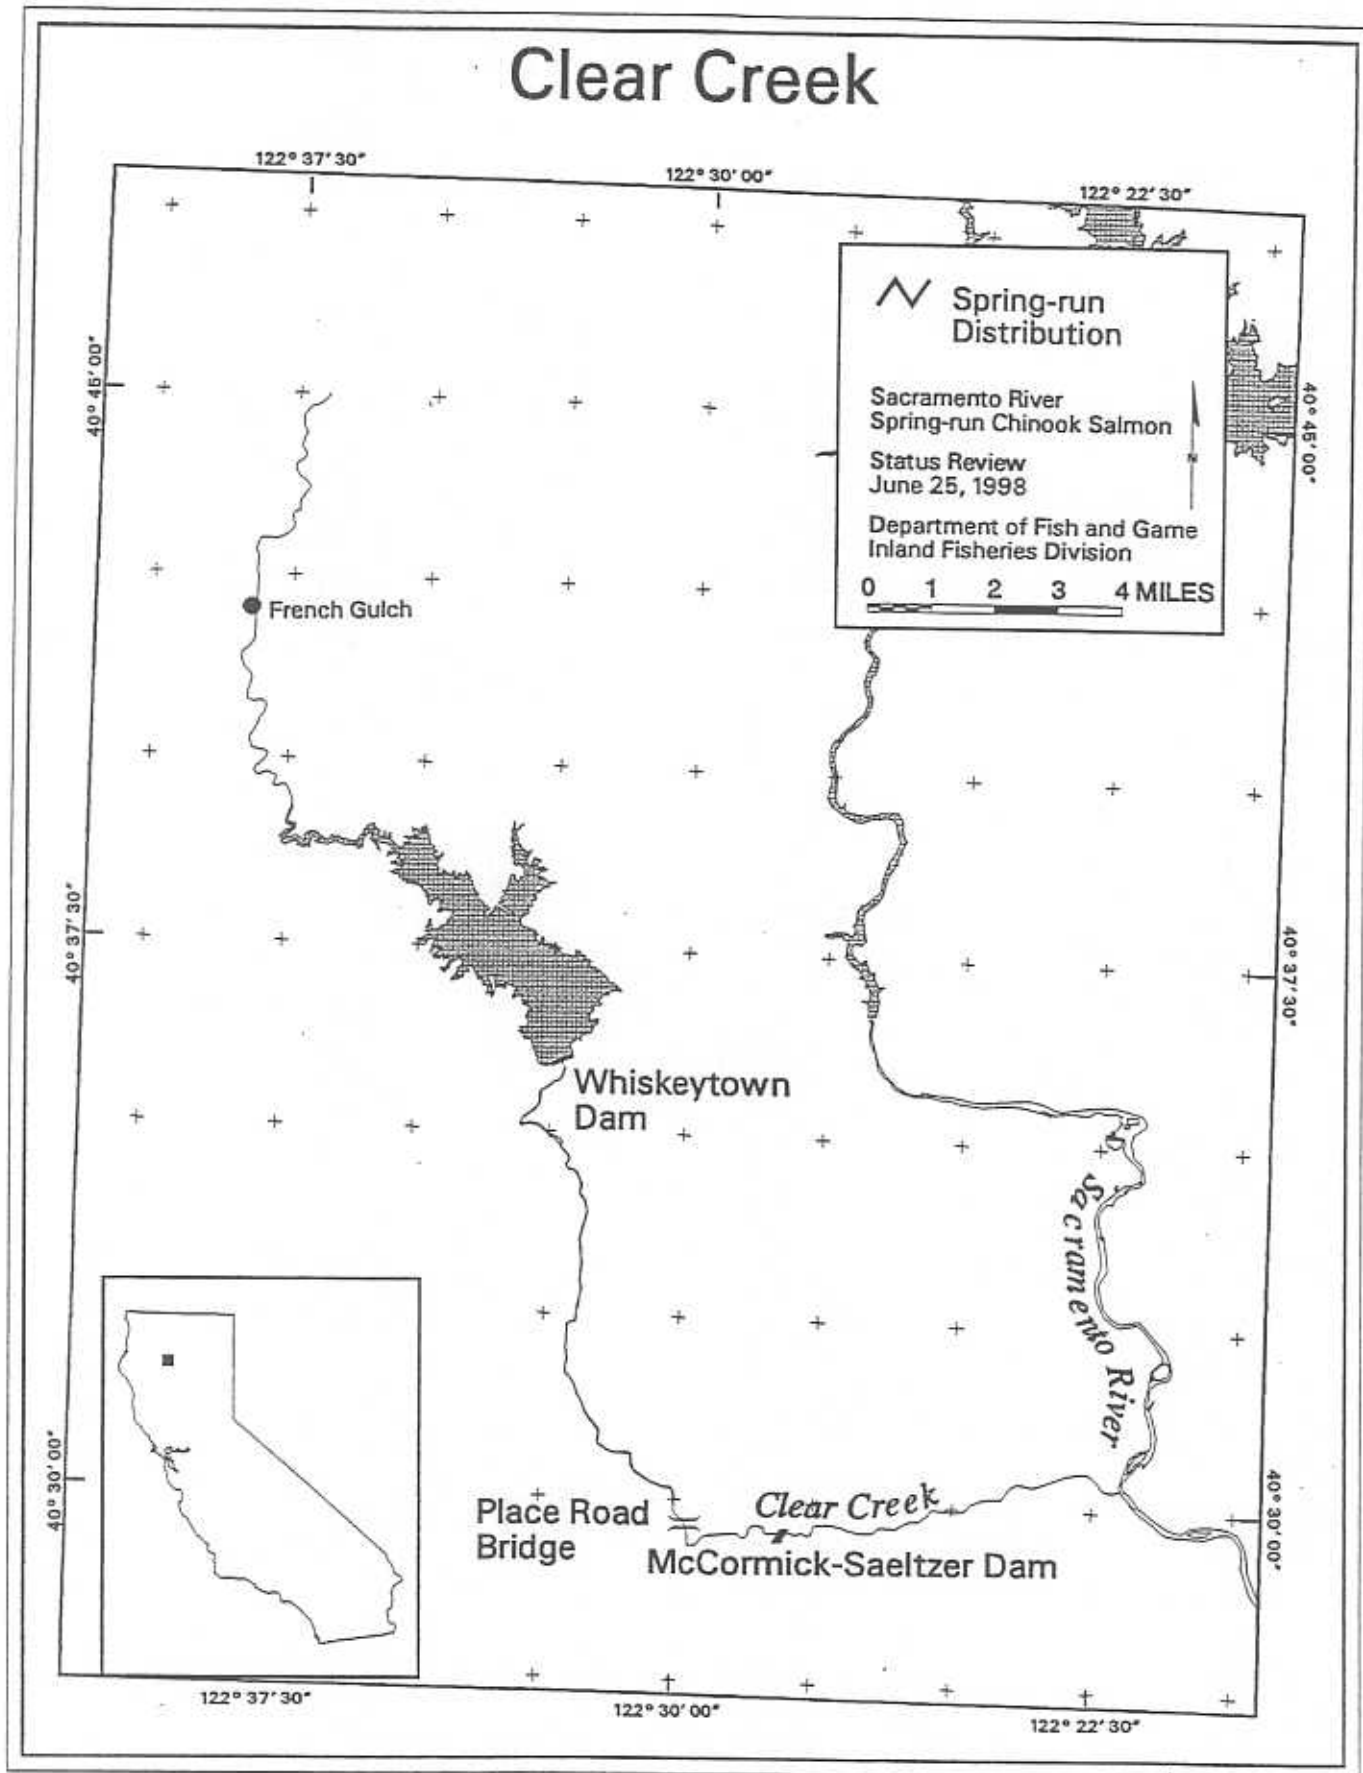 Clear Creek
122° 37' 30"
122° 30' 00"
122° 22' 30"
Spring-run
Distribution
Sacramento River
Spring-run Chinook Salmon
Status Review
June 25, 1998
N
Department of Fish and Game
Inland Fisheries Division
0 1 2 3 4 MILES
40° 45' 00"
40° 45' 00"
French Gulch
40° 37' 30"
40° 37' 30"
Whiskeytown
Dam
Sacramento River
40° 30' 00"
40° 30' 00"
Place Road
Bridge
Clear Creek
McCormick-Saeltzer Dam
122° 37' 30"
122° 30' 00"
122° 22' 30"